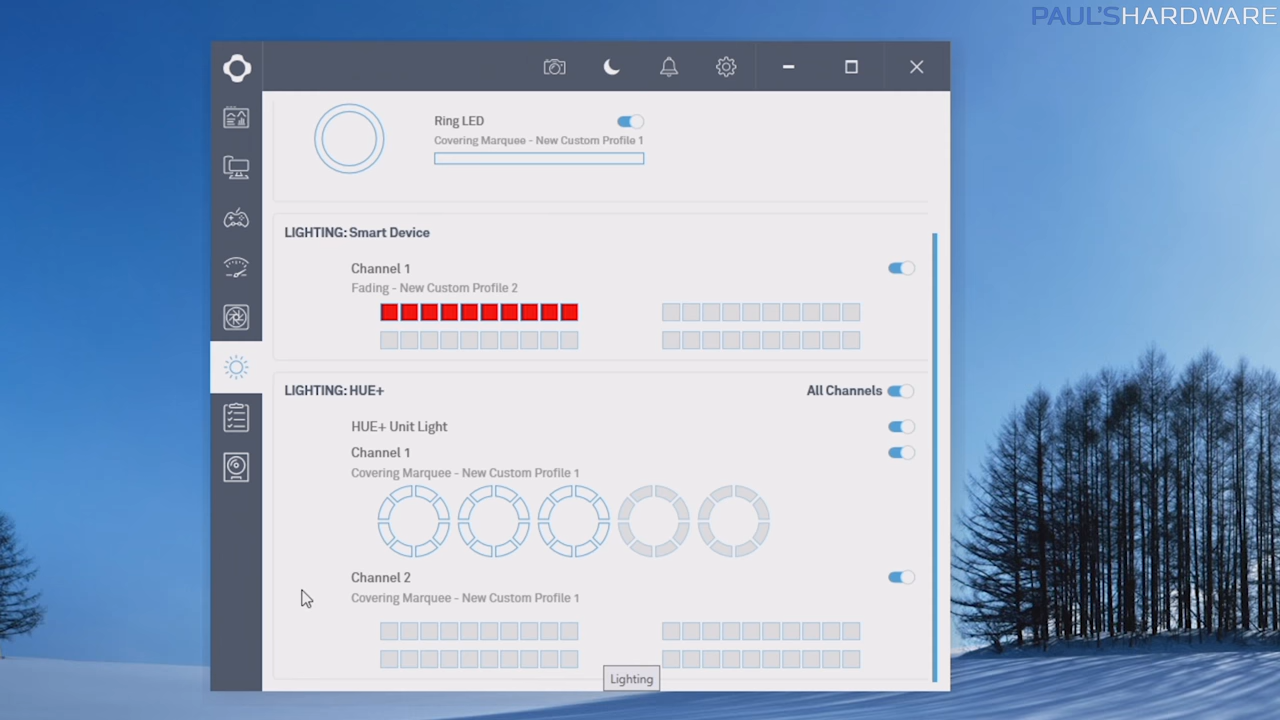 PAUL'SHARDWARE
Ring LED
Covering Marquee - New Custom Profile 1
LIGHTING: Smart Device
Channel 1
Fading - New Custom Profile 2
LIGHTING: HUE+
All Channels
HUE+ Unit Light
Channel 1
Covering Marquee - New Custom Profile 1
Channel 2
Covering Marquee - New Custom Profile 1
Lighting